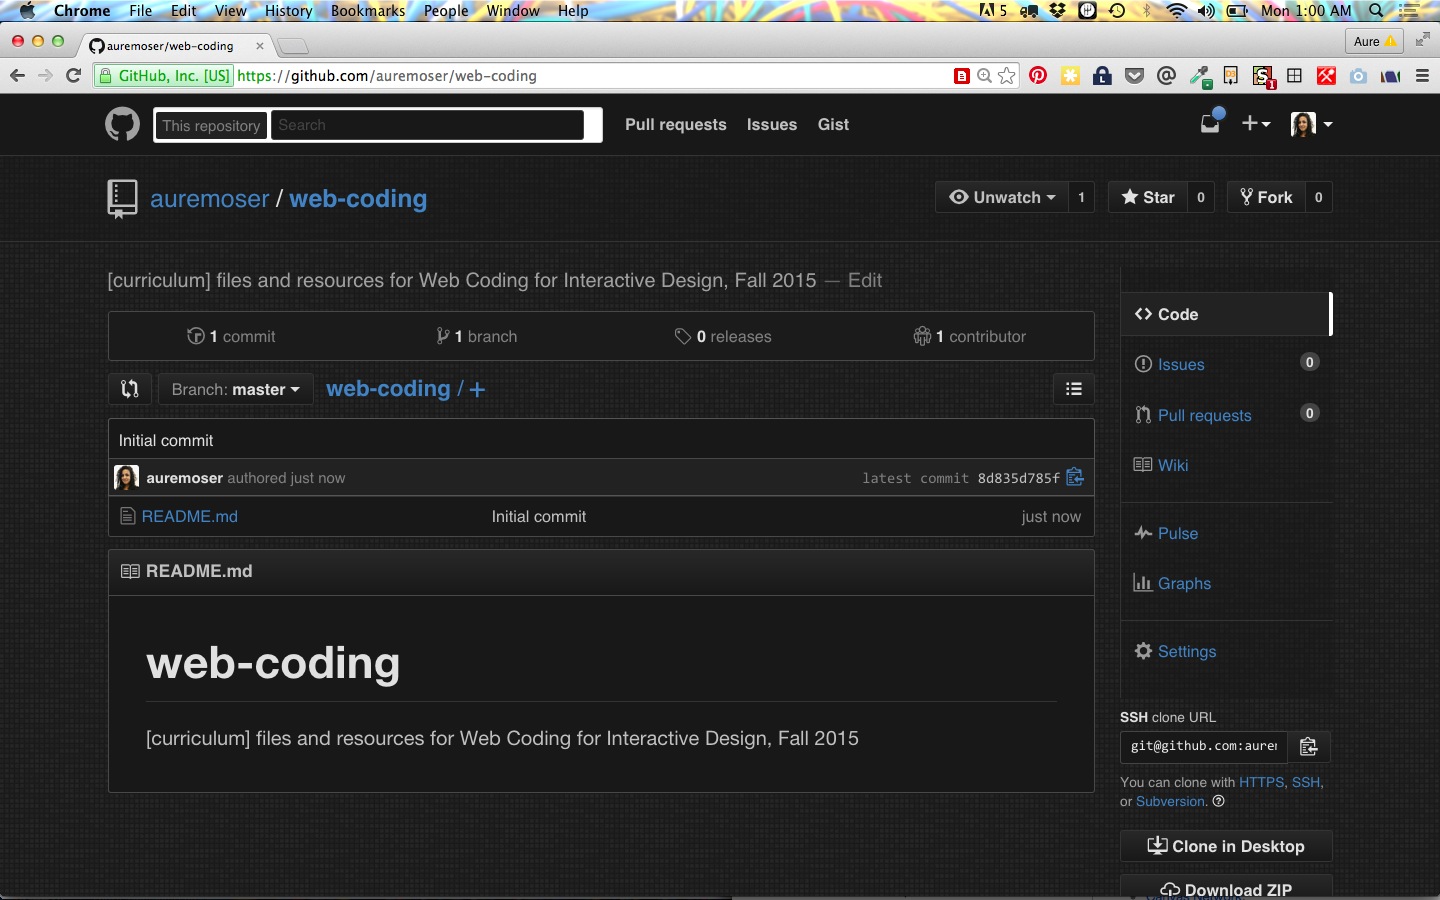 Chrome File Edit View History Bookmarks People Window Help 5 Mon 1:00 AM
auremoser/web-coding × Aure
GitHub, Inc. [US] https://github.com/auremoser/web-coding
This repository Search Pull requests Issues Gist
auremoser / web-coding Unwatch 1 Star 0 Fork 0
[curriculum] files and resources for Web Coding for Interactive Design, Fall 2015 — Edit
1 commit 1 branch 0 releases 1 contributor
Branch: master web-coding / +
Initial commit
auremoser authored just now latest commit 8d835d785f
README.md Initial commit just now
README.md
web-coding
[curriculum] files and resources for Web Coding for Interactive Design, Fall 2015
Code
Issues 0
Pull requests 0
Wiki
Pulse
Graphs
Settings
SSH clone URL
git@github.com:aurer
You can clone with HTTPS, SSH,
or Subversion.
Clone in Desktop
Download ZIP